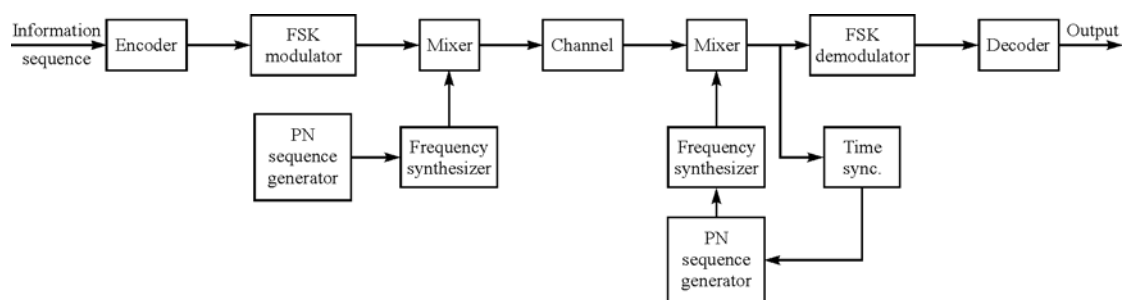 Information
sequence
Encoder
FSK
modulator
Mixer
Channel
Mixer
FSK
demodulator
Decoder
Output
PN
sequence
generator
Frequency
synthesizer
Frequency
synthesizer
Time
sync.
PN
sequence
generator